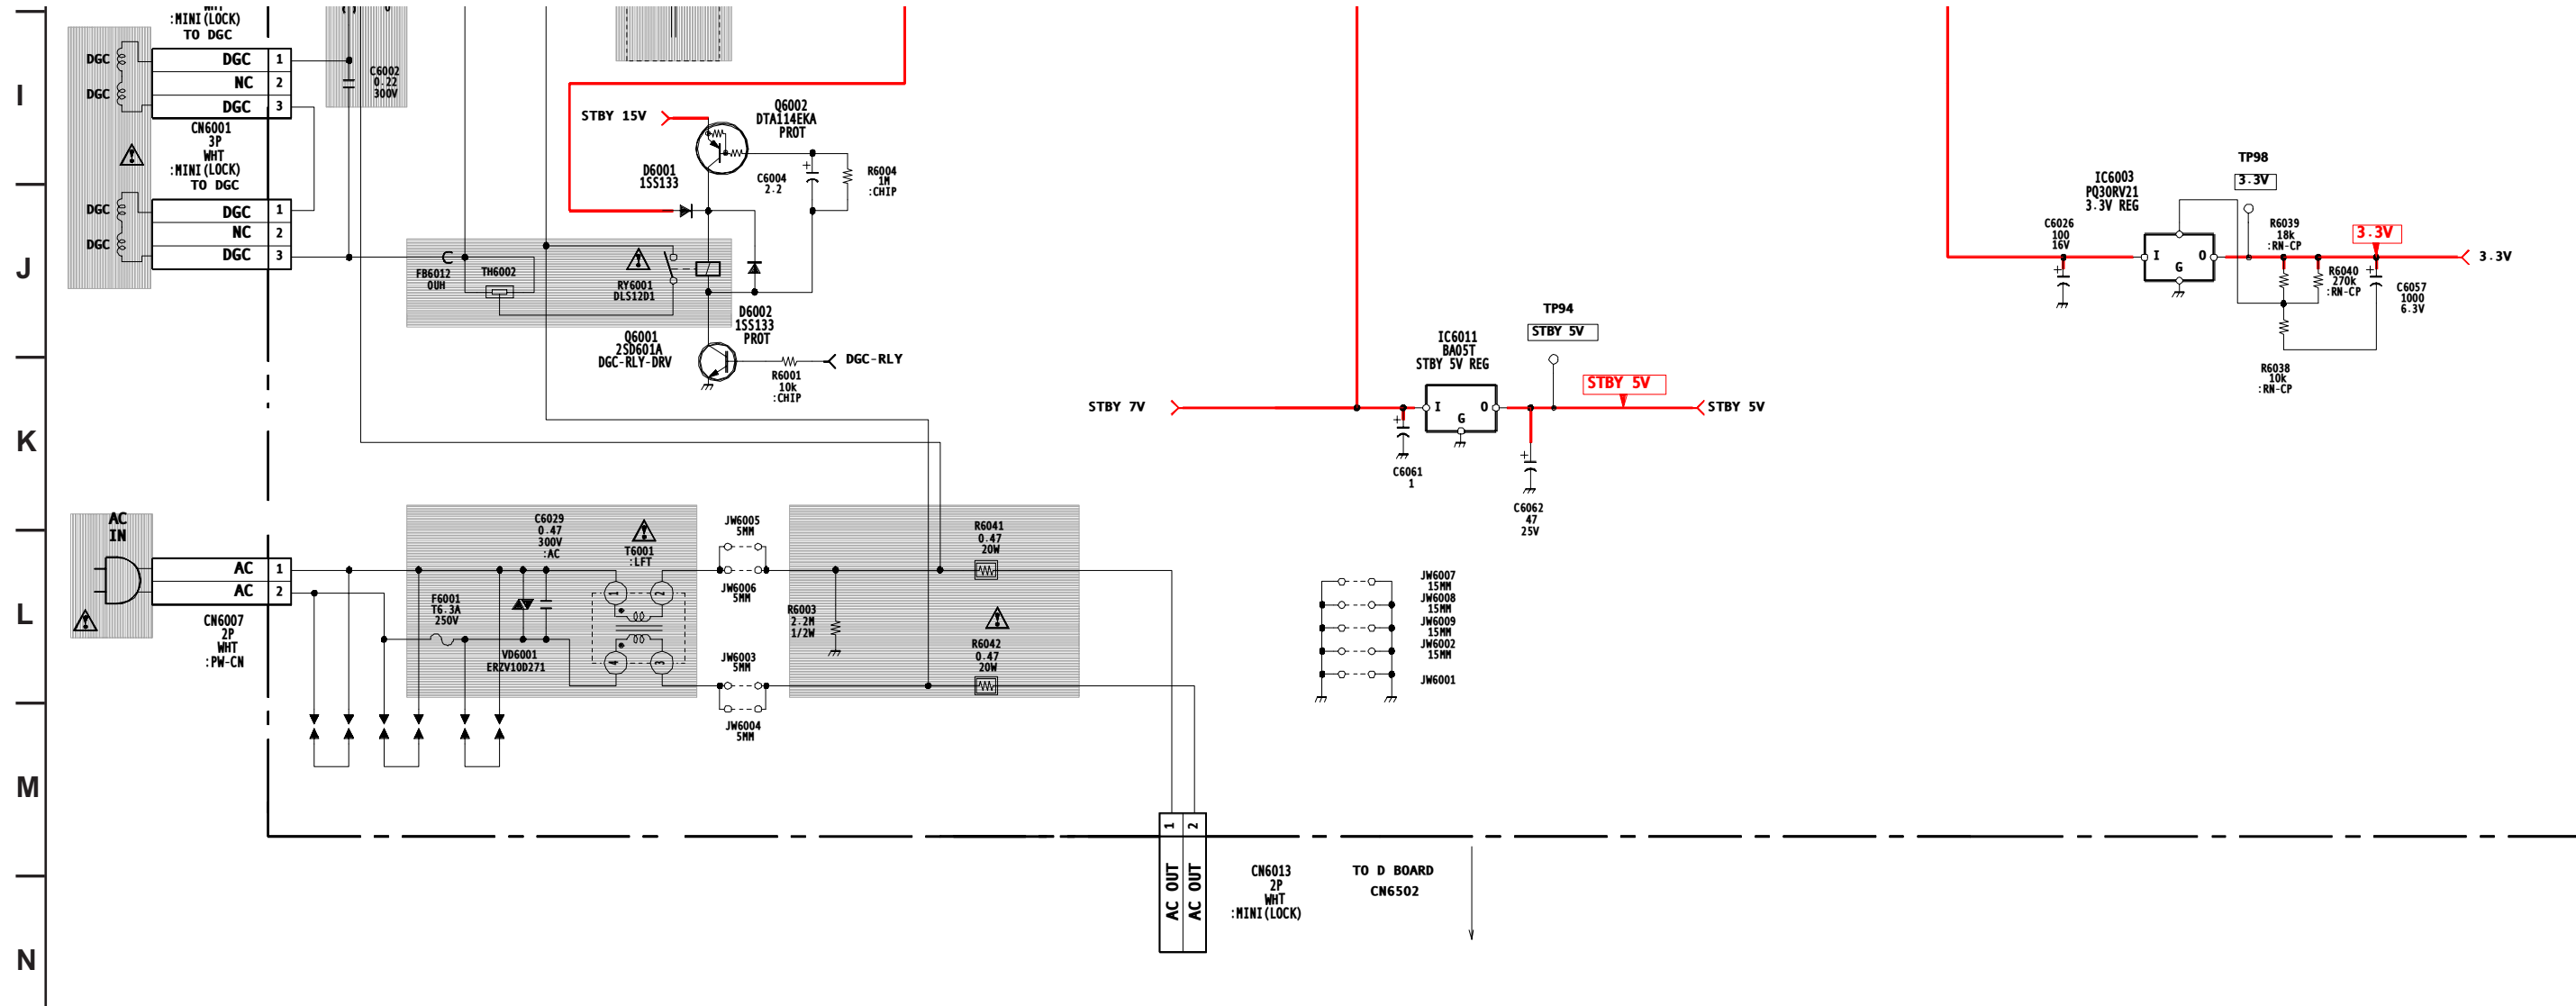 I
J
K
L
M
N
:MINI(LOCK)
TO DGC
DGC
DGC
DGC 1
NC 2
DGC 3
CN6001
3P
WHT
:MINI(LOCK)
TO DGC
DGC
DGC
DGC 1
NC 2
DGC 3
C6002
0.22
300V
STBY 15V
Q6002
DTA114EKA
PROT
D6001
1SS133
C6004
2.2
R6004
1M
:CHIP
FB6012
0UH
TH6002
RY6001
DLS12D1
D6002
1SS133
PROT
Q6001
2SD601A
DGC-RLY-DRV
R6001
10k
:CHIP
DGC-RLY
STBY 7V
IC6011
BA05T
STBY 5V REG
I
O
G
TP94
STBY 5V
STBY 5V
STBY 5V
C6061
1
C6062
47
25V
IC6003
PQ30RV21
3.3V REG
I
O
G
C6026
100
16V
TP98
3.3V
R6039
18k
:RN-CP
3.3V
3.3V
R6040
270k
:RN-CP
C6057
1000
6.3V
R6038
10k
:RN-CP
AC
IN
AC 1
AC 2
CN6007
2P
WHT
:PW-CN
F6001
T6.3A
250V
C6029
0.47
300V
:AC
T6001
:LFT
1
2
4
3
VD6001
ERZV10D271
JW6005
5MM
JW6006
5MM
JW6003
5MM
JW6004
5MM
R6003
2.2M
1/2W
R6041
0.47
20W
R6042
0.47
20W
JW6007
15MM
JW6008
15MM
JW6009
15MM
JW6002
15MM
JW6001
1
2
AC OUT
AC OUT
CN6013
2P
WHT
:MINI(LOCK)
TO D BOARD
CN6502